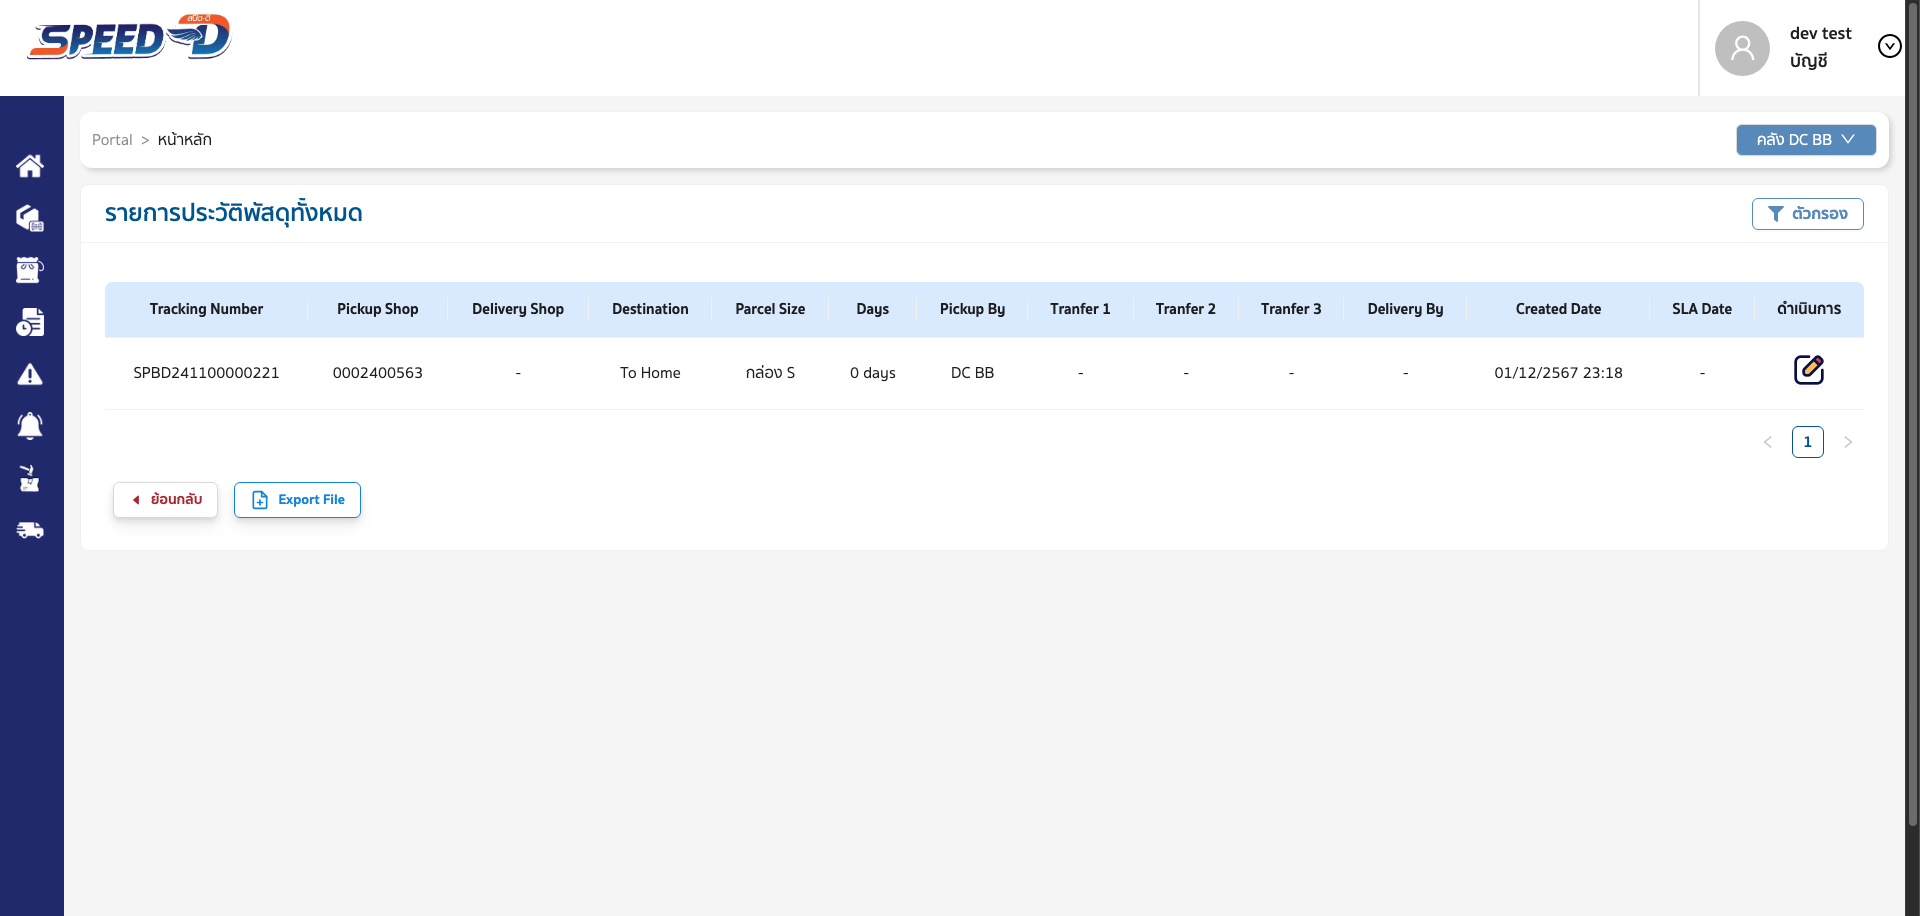 สปีด-ดี
SPEED-D
dev test
บัญชี
Portal > หน้าหลัก
คลัง DC BB
รายการประวัติพัสดุทั้งหมด
ตัวกรอง
Tracking Number Pickup Shop Delivery Shop Destination Parcel Size Days Pickup By Tranfer 1 Tranfer 2 Tranfer 3 Delivery By Created Date SLA Date ดำเนินการ
SPBD241100000221 0002400563 - To Home กล่อง S 0 days DC BB - - - - 01/12/2567 23:18 -
< 1 >
ย้อนกลับ Export File